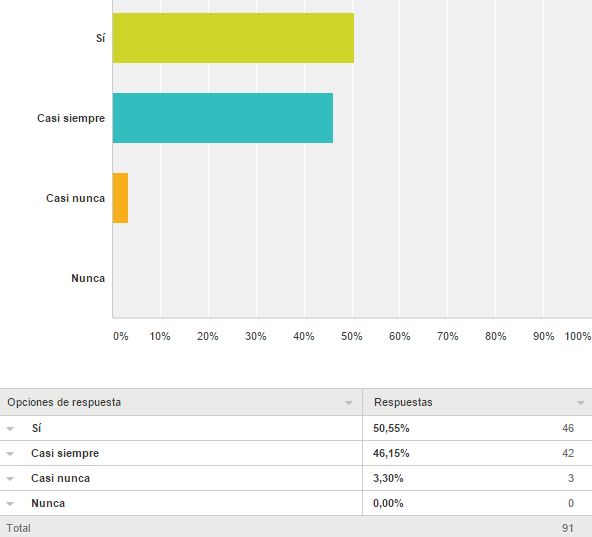 Sí
Casi siempre
Casi nunca
Nunca
0% 10% 20% 30% 40% 50% 60% 70% 80% 90% 100%
Opciones de respuesta Respuestas
Sí 50,55% 46
Casi siempre 46,15% 42
Casi nunca 3,30% 3
Nunca 0,00% 0
Total 91